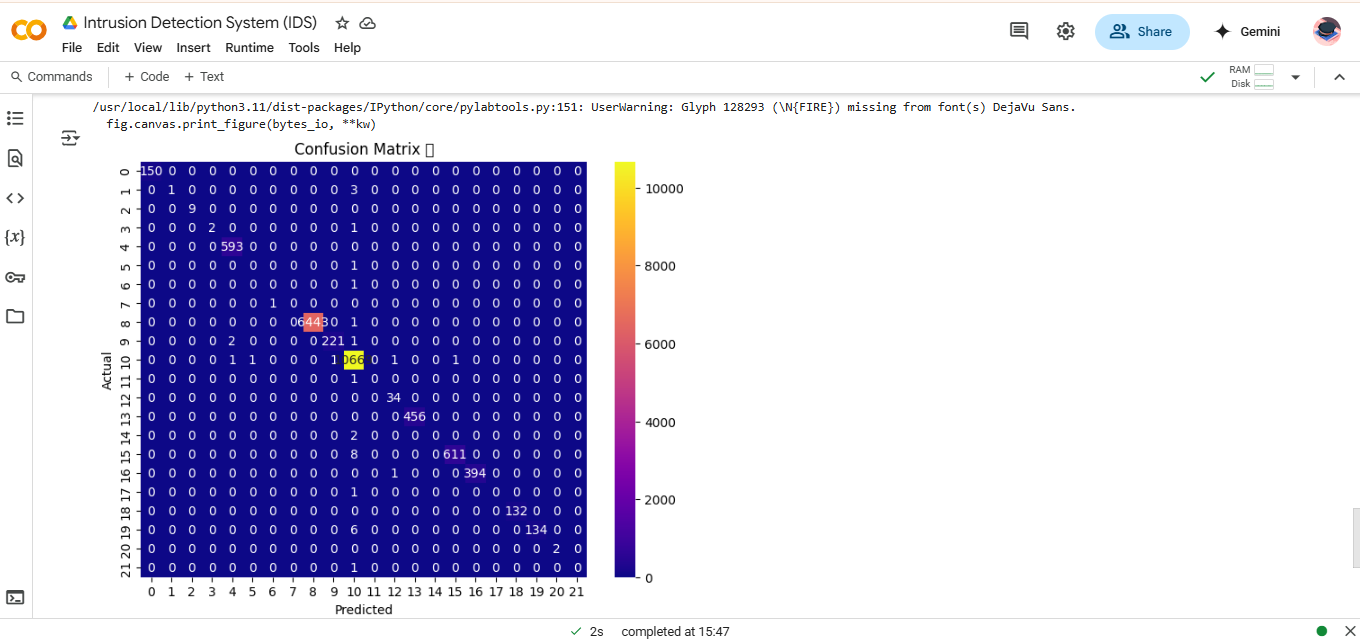 Intrusion Detection System (IDS)
File Edit View Insert Runtime Tools Help
Share
Gemini
Commands
+ Code + Text
RAM
Disk
/usr/local/lib/python3.11/dist-packages/IPython/core/pylabtools.py:151: UserWarning: Glyph 128293 (\N{FIRE}) missing from font(s) DejaVu Sans.
fig.canvas.print_figure(bytes_io, **kw)
Confusion Matrix
0 150 0 0 0 0 0 0 0 0 0 0 0 0 0 0 0 0 0 0 0 0 0
1 0 1 0 0 0 0 0 0 0 0 3 0 0 0 0 0 0 0 0 0 0 0
2 0 0 9 0 0 0 0 0 0 0 0 0 0 0 0 0 0 0 0 0 0 0
3 0 0 0 2 0 0 0 0 0 0 1 0 0 0 0 0 0 0 0 0 0 0
4 0 0 0 0 593 0 0 0 0 0 0 0 0 0 0 0 0 0 0 0 0 0
5 0 0 0 0 0 0 0 0 0 0 1 0 0 0 0 0 0 0 0 0 0 0
6 0 0 0 0 0 0 0 0 0 0 1 0 0 0 0 0 0 0 0 0 0 0
7 0 0 0 0 0 0 1 0 0 0 0 0 0 0 0 0 0 0 0 0 0 0
8 0 0 0 0 0 0 0 0 6443 0 1 0 0 0 0 0 0 0 0 0 0 0
9 0 0 0 0 2 0 0 0 0 221 1 0 0 0 0 0 0 0 0 0 0 0
10 0 0 0 0 1 1 0 0 0 1 066 0 1 0 0 1 0 0 0 0 0 0
11 0 0 0 0 0 0 0 0 0 0 1 0 0 0 0 0 0 0 0 0 0 0
12 0 0 0 0 0 0 0 0 0 0 0 0 34 0 0 0 0 0 0 0 0 0
13 0 0 0 0 0 0 0 0 0 0 0 0 0 456 0 0 0 0 0 0 0 0
14 0 0 0 0 0 0 0 0 0 0 2 0 0 0 0 0 0 0 0 0 0 0
15 0 0 0 0 0 0 0 0 0 0 8 0 0 0 0 611 0 0 0 0 0 0
16 0 0 0 0 0 0 0 0 0 0 0 0 1 0 0 0 394 0 0 0 0 0
17 0 0 0 0 0 0 0 0 0 0 1 0 0 0 0 0 0 0 0 0 0 0
18 0 0 0 0 0 0 0 0 0 0 0 0 0 0 0 0 0 0 132 0 0 0
19 0 0 0 0 0 0 0 0 0 0 6 0 0 0 0 0 0 0 0 134 0 0
20 0 0 0 0 0 0 0 0 0 0 0 0 0 0 0 0 0 0 0 0 2 0
21 0 0 0 0 0 0 0 0 0 0 1 0 0 0 0 0 0 0 0 0 0 0
0 1 2 3 4 5 6 7 8 9 10 11 12 13 14 15 16 17 18 19 20 21
Actual
Predicted
10000
8000
6000
4000
2000
0
2s completed at 15:47